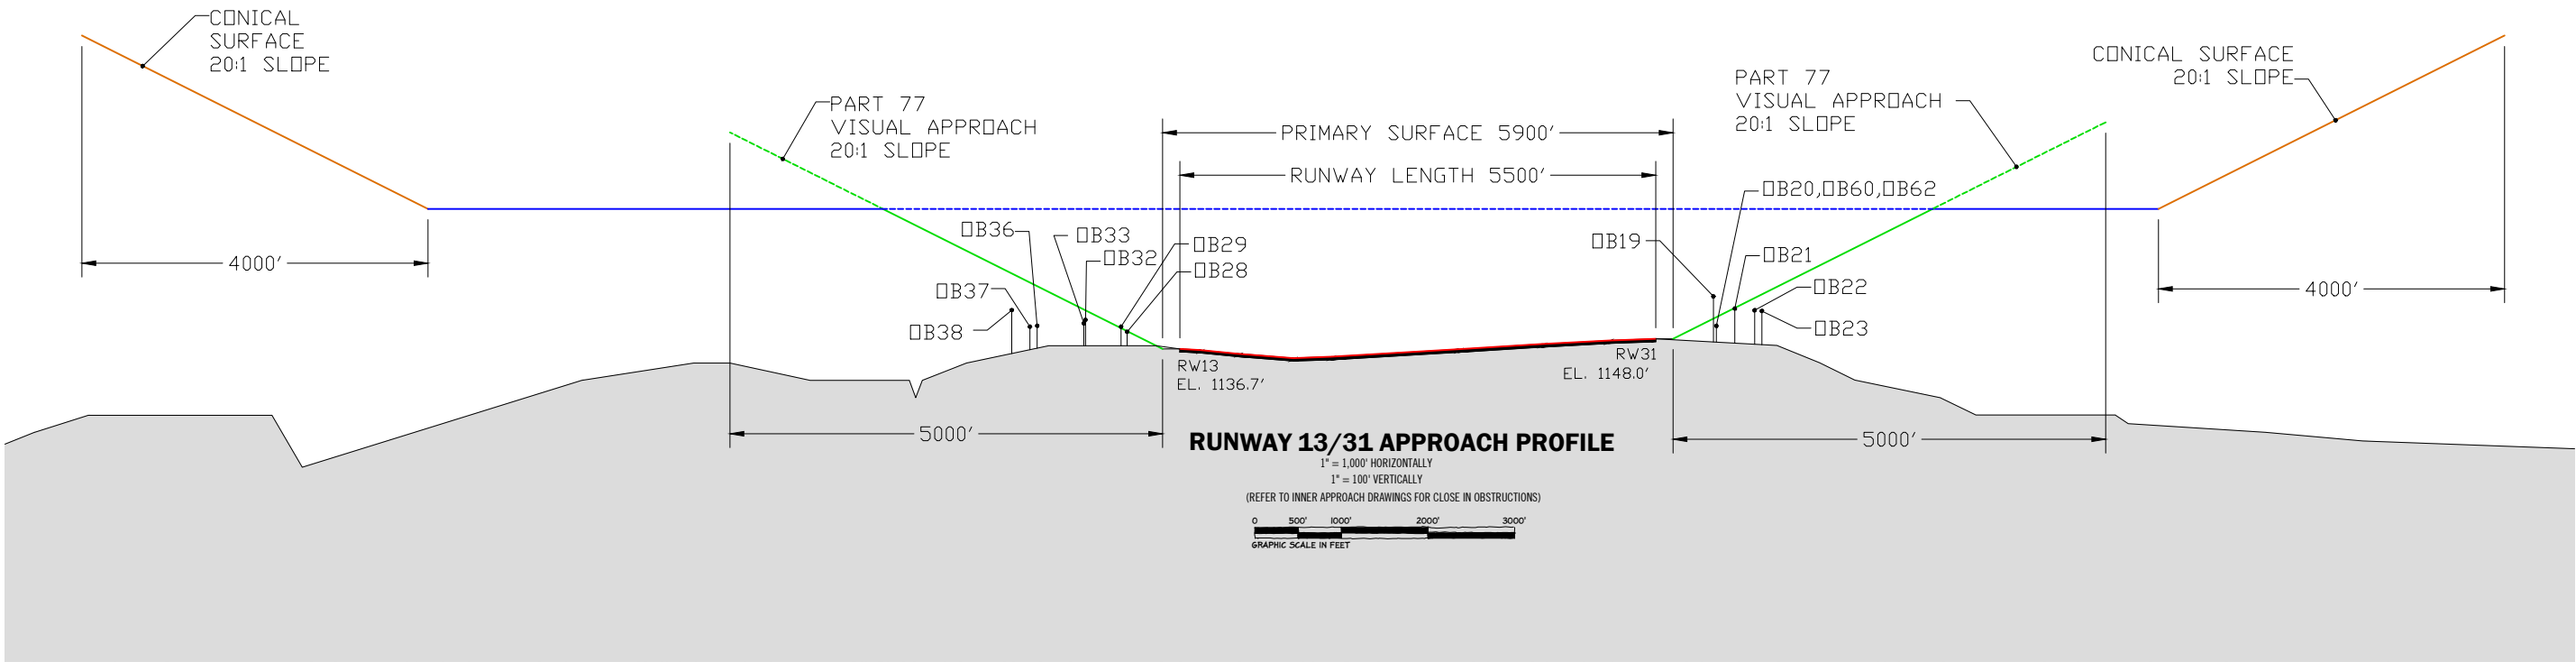 CONICAL
SURFACE
20:1 SLOPE
CONICAL SURFACE
20:1 SLOPE
PART 77
VISUAL APPROACH
20:1 SLOPE
PART 77
VISUAL APPROACH
20:1 SLOPE
PRIMARY SURFACE 5900'
RUNWAY LENGTH 5500'
OB20,OB60,OB62
OB36
OB33
OB29
OB19
OB32
OB21
4000'
OB28
OB37
OB22
4000'
OB38
OB23
RW13
EL. 1136.7'
RW31
EL. 1148.0'
5000'
5000'
RUNWAY 13/31 APPROACH PROFILE
1" = 1,000' HORIZONTALLY
1" = 100' VERTICALLY
(REFER TO INNER APPROACH DRAWINGS FOR CLOSE IN OBSTRUCTIONS)
0 500' 1000' 2000' 3000'
GRAPHIC SCALE IN FEET